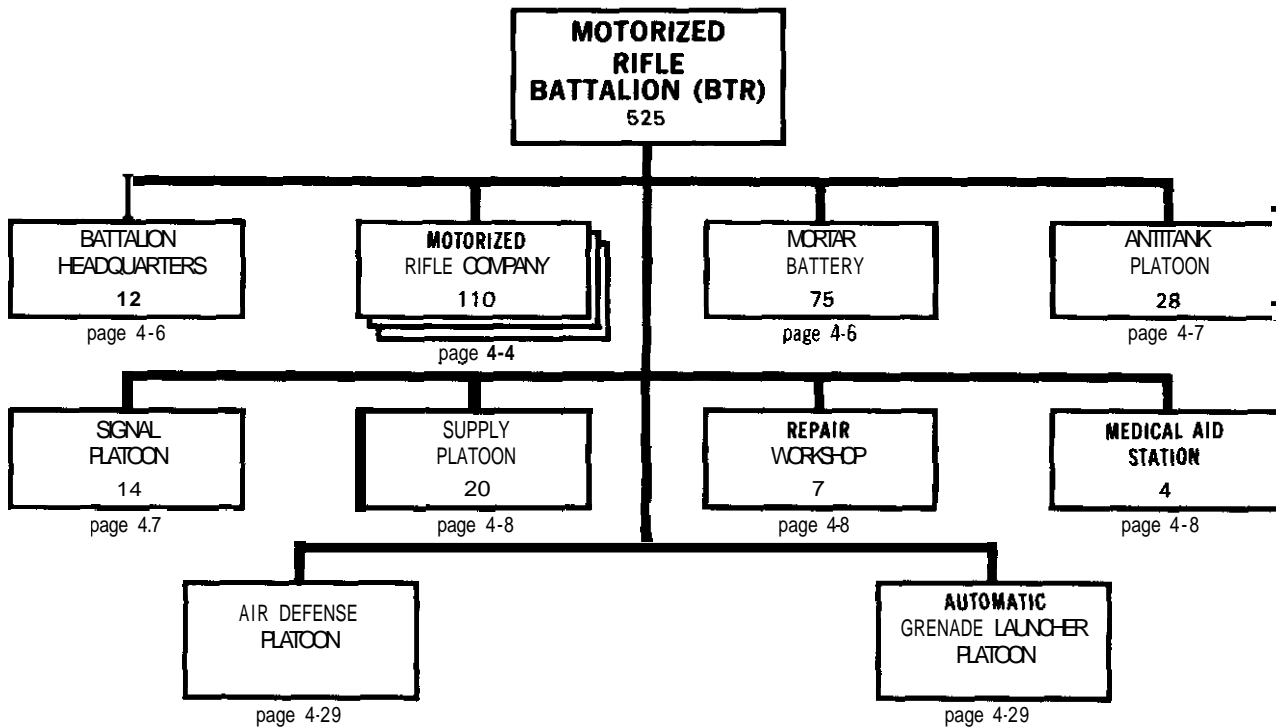 MOTORIZED
RIFLE
BATTALION (BTR)
525
BATTALION
HEADQUARTERS
12
page 4-6
MOTORIZED
RIFLE COMPANY
110
page 4-4
MORTAR
BATTERY
75
page 4-6
ANTITANK
PLATOON
28
page 4-7
SIGNAL
PLATOON
14
page 4.7
SUPPLY
PLATOON
20
page 4-8
REPAIR
WORKSHOP
7
page 48
MEDICAL AID
STATION
4
page 4-8
AIR DEFENSE
PLATOON
page 4-29
AUTOMATIC
GRENADE LAUNCHER
PLATOON
page 4-29